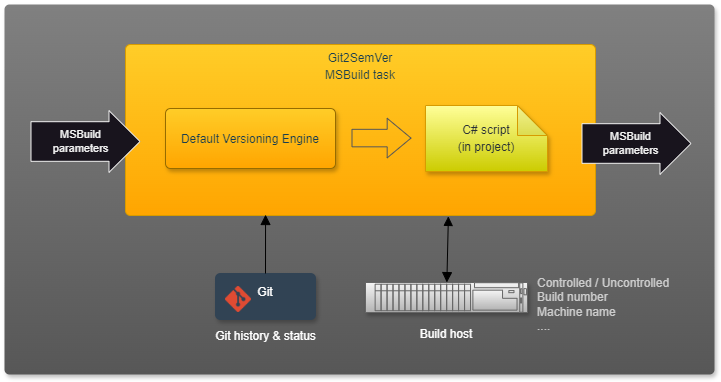 Git2SemVer
MSBuild task
MSBuild
parameters
Default Versioning Engine
C# script
(in project)
MSBuild
parameters
Git
Git history & status
Build host
Controlled / Uncontrolled
Build number
Machine name
....